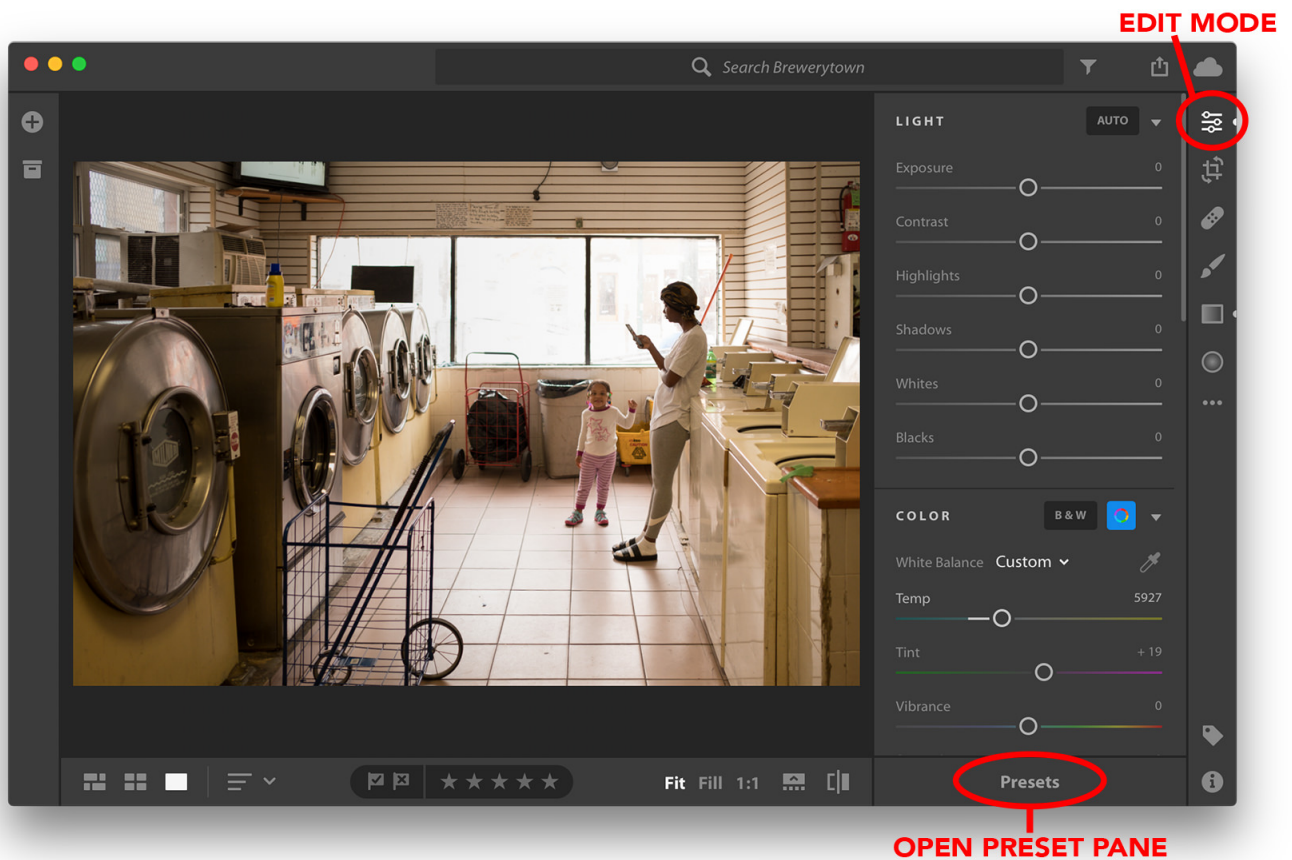 EDIT MODE
Search Brewerytown
LIGHT
AUTO
Exposure 0
Contrast 0
Highlights 0
Shadows 0
Whites 0
Blacks 0
COLOR
B & W
White Balance Custom
Temp 5927
Tint + 19
Vibrance 0
Fit Fill 1:1
Presets
OPEN PRESET PANE